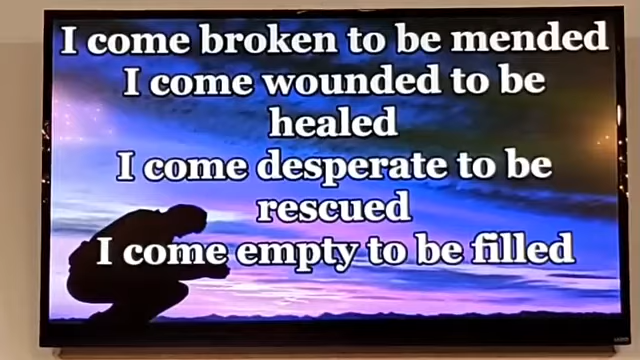 I come broken to be mended
I come wounded to be
healed
I come desperate to be
rescued
I come empty to be filled